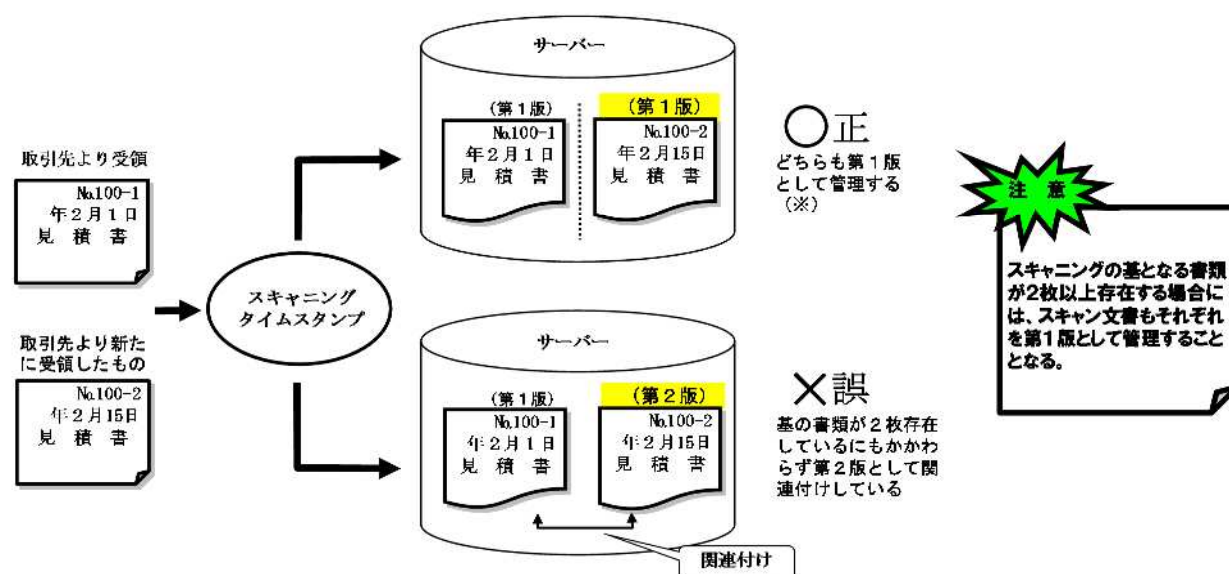 取引先より受領
No.100-1
年2月1日
見積書
取引先より新た
に受領したもの
No.100-2
年2月15日
見積書
スキャニング
タイムスタンプ
サーバー
(第1版)
No.100-1
年2月1日
見積書
(第1版)
No.100-2
年2月15日
見積書
○正
どちらも第1版
として管理する
(※)
サーバー
(第1版)
No.100-1
年2月1日
見積書
(第2版)
No.100-2
年2月15日
見積書
関連付け
×誤
基の書類が2枚存在
しているにもかかわ
らず第2版として関
連付けしている
注意
スキャニングの基となる書類
が2枚以上存在する場合に
は、スキャン文書もそれぞれ
を第1版として管理すること
となる。